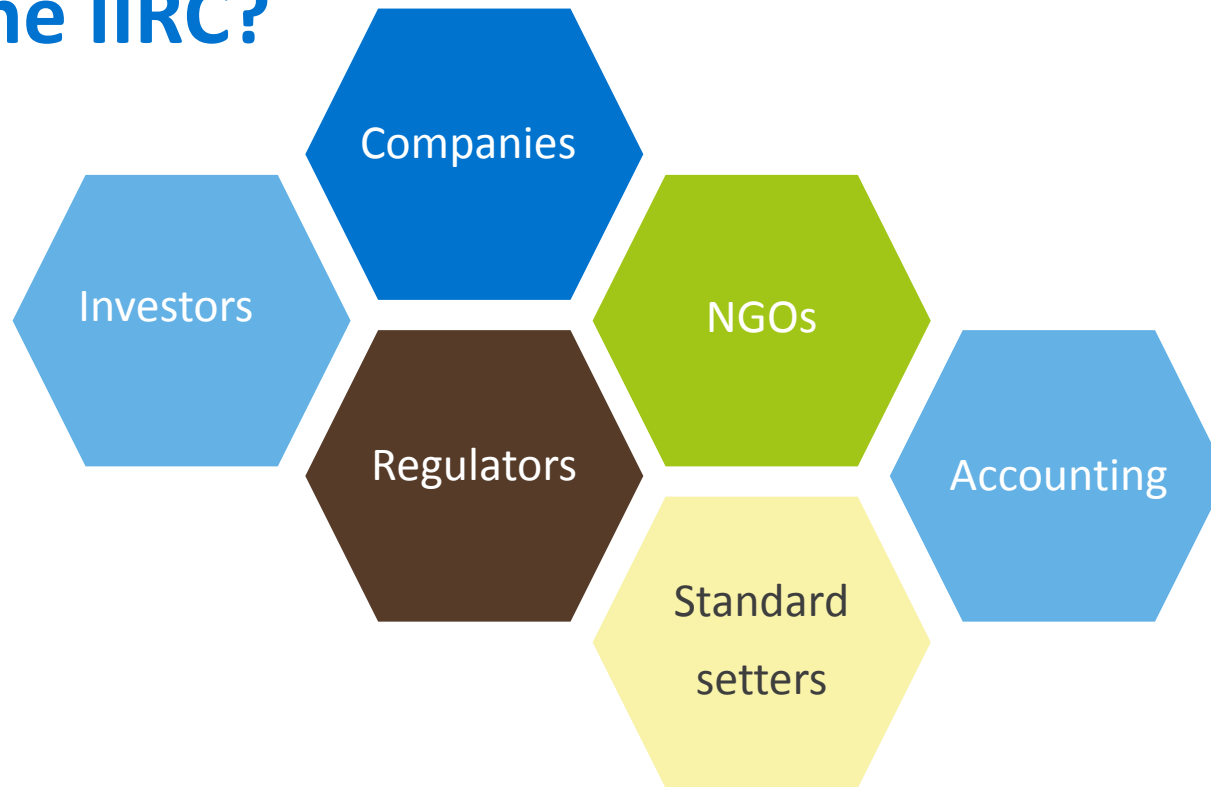 he IIRC?
Companies
Investors
NGOs
Regulators
Accounting
Standard
setters